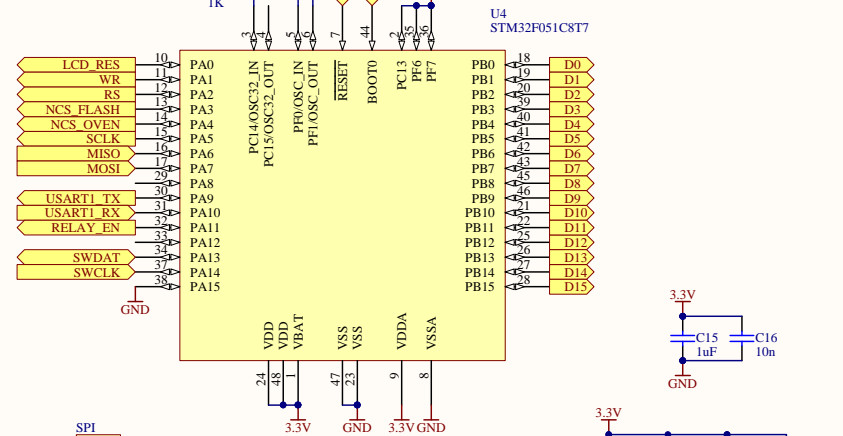 1K
U4
STM32F051C8T7
3
4
5
6
7
44
2
35
36
PC14/OSC32_IN
PC15/OSC32_OUT
PF0/OSC_IN
PF1/OSC_OUT
RESET
BOOT0
PC13
PF6
PF7
LCD_RES 10 PA0
WR 11 PA1
RS 12 PA2
NCS_FLASH 13 PA3
NCS_OVEN 14 PA4
SCLK 15 PA5
MISO 16 PA6
MOSI 17 PA7
29 PA8
USART1_TX 30 PA9
USART1_RX 31 PA10
RELAY_EN 32 PA11
33 PA12
SWDAT 34 PA13
SWCLK 37 PA14
38 PA15
GND
PB0 18 D0
PB1 19 D1
PB2 20 D2
PB3 39 D3
PB4 40 D4
PB5 41 D5
PB6 42 D6
PB7 43 D7
PB8 45 D8
PB9 46 D9
PB10 21 D10
PB11 22 D11
PB12 25 D12
PB13 26 D13
PB14 27 D14
PB15 28 D15
VDD
VDD
VBAT
VSS
VSS
VDDA
VSSA
24
48
1
47
23
9
8
3.3V
GND
3.3V
GND
3.3V
C15
1uF
C16
10n
GND
SPI
3.3V